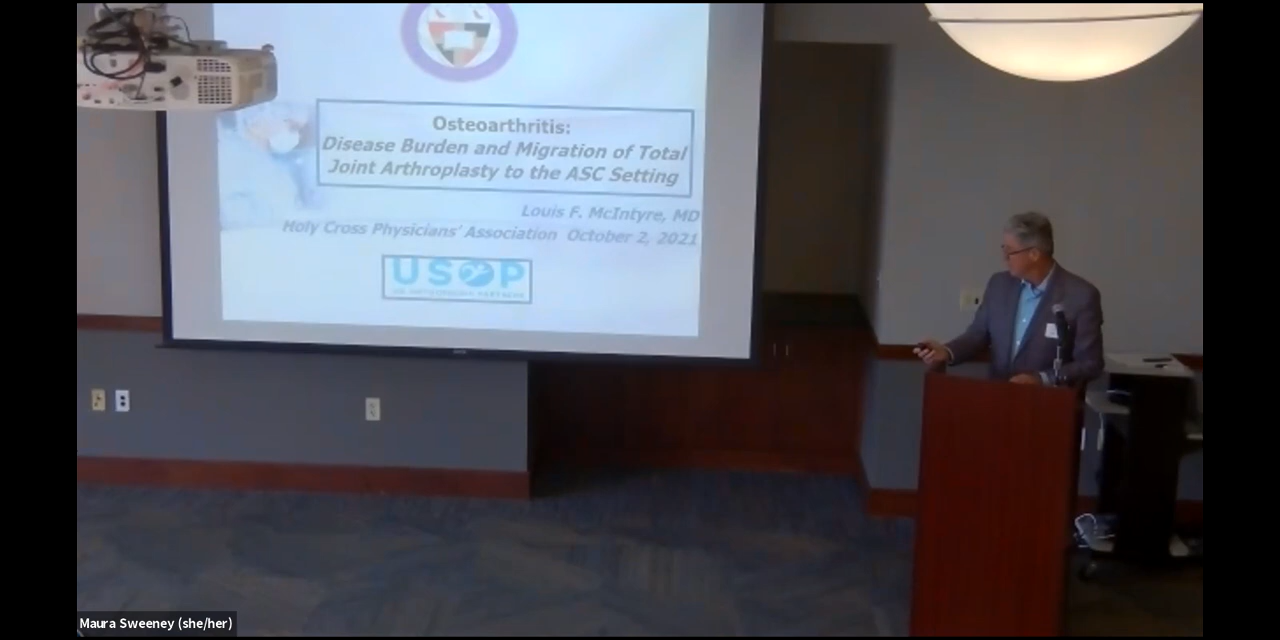 Osteoarthritis:
Disease Burden and Migration of Total
Joint Arthroplasty to the ASC Setting
Louis F. McIntyre, MD
Holy Cross Physicians' Association October 2, 2021
USOP
Maura Sweeney (she/her)